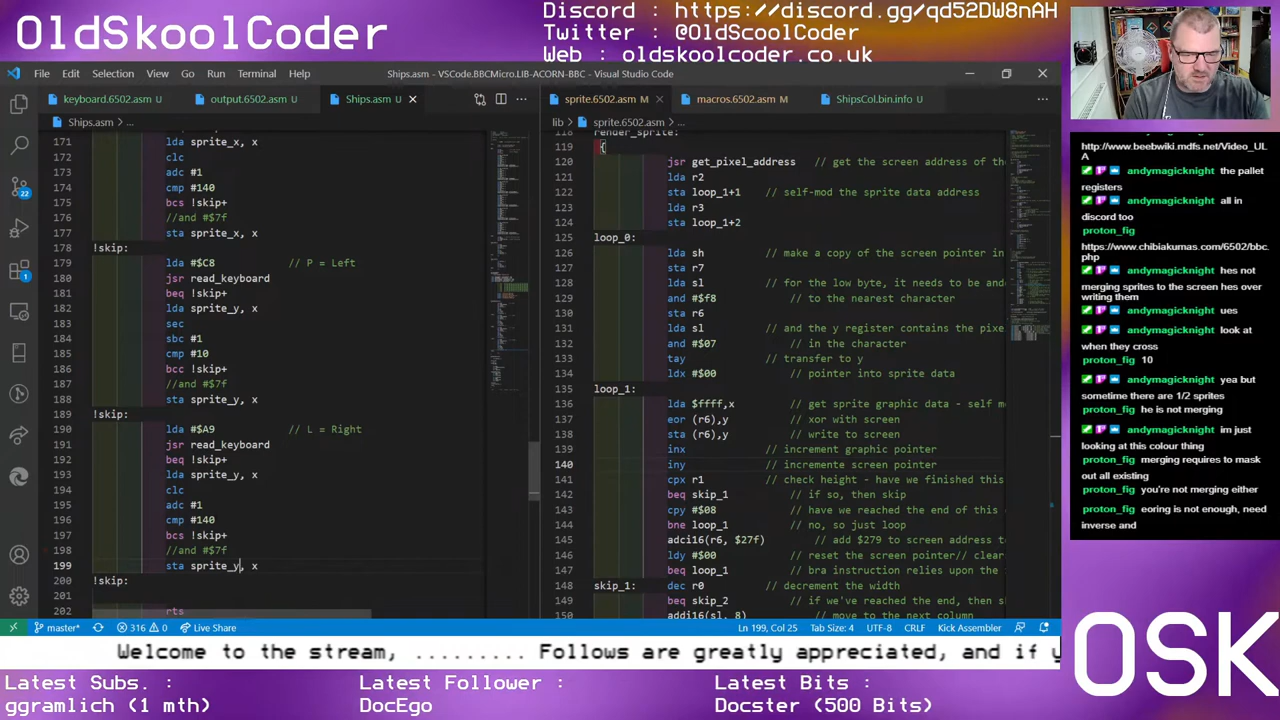 OldSkoolCoder
Discord : https://discord.gg/qd52DW8nAH
Twitter : @OldScoolCoder
Web : oldskoolcoder.co.uk
File Edit Selection View Go Run Terminal Help
Ships.asm - VSCode.BBCMicro.LIB-ACORN-BBC - Visual Studio Code
keyboard.6502.asm U
output.6502.asm U
Ships.asm U
Ships.asm > ...
171 lda sprite_x, x
172 clc
173 adc #1
174 cmp #140
175 bcs !skip+
176 //and #$7f
177 sta sprite_x, x
178 !skip:
179 lda #$C8 // P = Left
180 jsr read_keyboard
181 beq !skip+
182 lda sprite_y, x
183 sec
184 sbc #1
185 cmp #10
186 bcc !skip+
187 //and #$7f
188 sta sprite_y, x
189 !skip:
190 lda #$A9 // L = Right
191 jsr read_keyboard
192 beq !skip+
193 lda sprite_y, x
194 clc
195 adc #1
196 cmp #140
197 bcs !skip+
198 //and #$7f
199 sta sprite_y, x
200 !skip:
201
202 rts
sprite.6502.asm M
macros.6502.asm M
ShipsCol.bin.info U
lib > sprite.6502.asm > ...
118 render_sprite:
119 {
120 jsr get_pixel_address // get the screen address of the
121 lda r2
122 sta loop_1+1 // self-mod the sprite data address
123 lda r3
124 sta loop_1+2
125 loop_0:
126 lda sh // make a copy of the screen pointer in
127 sta r7
128 lda sl // for the low byte, it needs to be and
129 and #$f8 // to the nearest character
130 sta r6
131 lda sl // and the y register contains the pixe
132 and #$07 // in the character
133 tay // transfer to y
134 ldx #$00 // pointer into sprite data
135 loop_1:
136 lda $ffff,x // get sprite graphic data - self mo
137 eor (r6),y // xor with screen
138 sta (r6),y // write to screen
139 inx // increment graphic pointer
140 iny // incremente screen pointer
141 cpx r1 // check height - have we finished this
142 beq skip_1 // if so, then skip
143 cpy #$08 // have we reached the end of this
144 bne loop_1 // no, so just loop
145 adci16(r6, $27f) // add $279 to screen address to
146 ldy #$00 // reset the screen pointer// clear
147 beq loop_1 // bra instruction relies upon the
148 skip_1: dec r0 // decrement the width
149 beq skip_2 // if we've reached the end, then s
150 addi16(sl, 8) // move to the next column
master* 316 0 Live Share
Ln 199, Col 25 Tab Size: 4 UTF-8 CRLF Kick Assembler
http://www.beebwiki.mdfs.net/Video_UL
A
andymagicknight the pallet
registers
andymagicknight all in
discord too
proton_fig
https://www.chibiakumas.com/6502/bbc.
php
andymagicknight hes not
merging sprites to the screen hes over
writing them
andymagicknight ues
andymagicknight look at
when they cross
proton_fig 10
andymagicknight yea but
sometime there are 1/2 sprites
proton_fig he is not merging
andymagicknight im just
looking at this colour thing
proton_fig merging requires to mask
out all existing
proton_fig you're not merging either
proton_fig eoring is not enough, need
inverse and
OSK
Welcome to the stream, ......... Follows are greatly appreciated, and if y
Latest Subs. :
ggramlich (1 mth)
Latest Follower :
DocEgo
Latest Bits :
Docster (500 Bits)